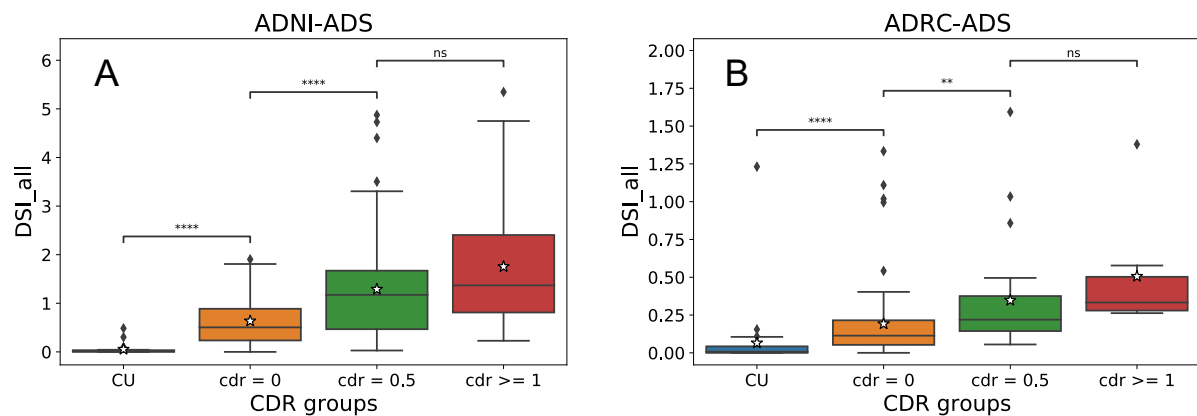 ADNI-ADS
A
DSI_all
6
5
4
3
2
1
0
****
****
ns
CU
cdr = 0
cdr = 0.5
cdr >= 1
CDR groups
ADRC-ADS
B
DSI_all
2.00
1.75
1.50
1.25
1.00
0.75
0.50
0.25
0.00
****
**
ns
CU
cdr = 0
cdr = 0.5
cdr >= 1
CDR groups